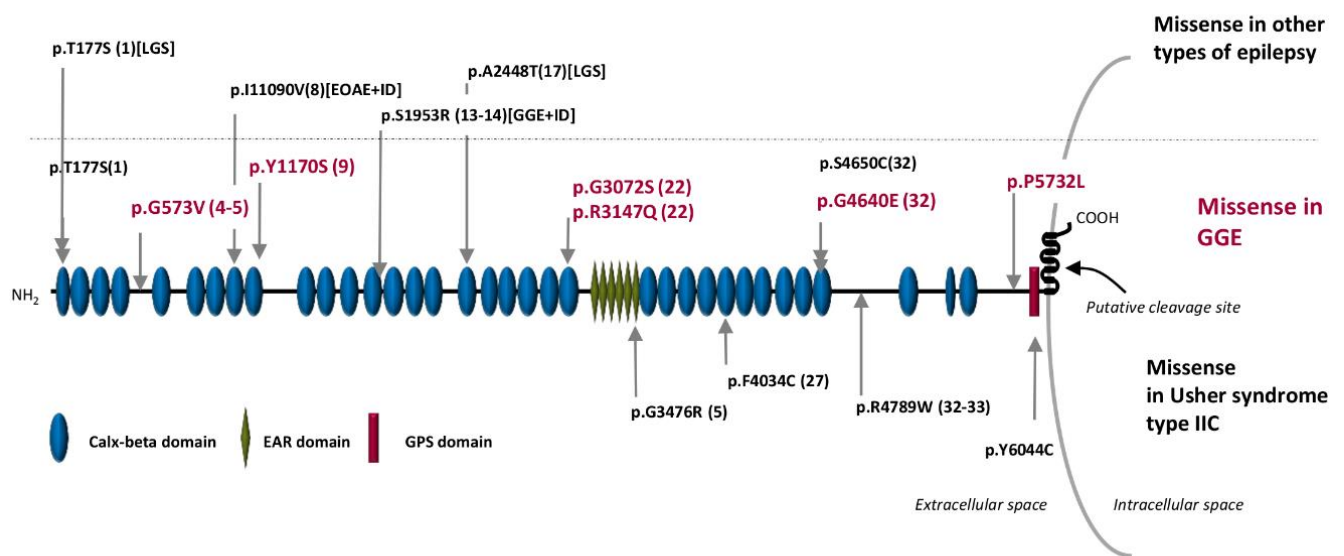 Missense in other
types of epilepsy
p.T177S (1)[LGS]
p.A2448T(17)[LGS]
p.I11090V(8)[EOAE+ID]
p.S1953R (13-14)[GGE+ID]
p.T177S(1)
p.Y1170S (9)
p.S4650C(32)
p.G3072S (22)
p.P5732L
p.G573V (4-5)
p.R3147Q (22)
p.G4640E (32)
Missense in
GGE
COOH
NH2
Putative cleavage site
p.F4034C (27)
p.G3476R (5)
p.R4789W (32-33)
Missense
in Usher syndrome
type IIC
Calx-beta domain
EAR domain
GPS domain
p.Y6044C
Extracellular space
Intracellular space